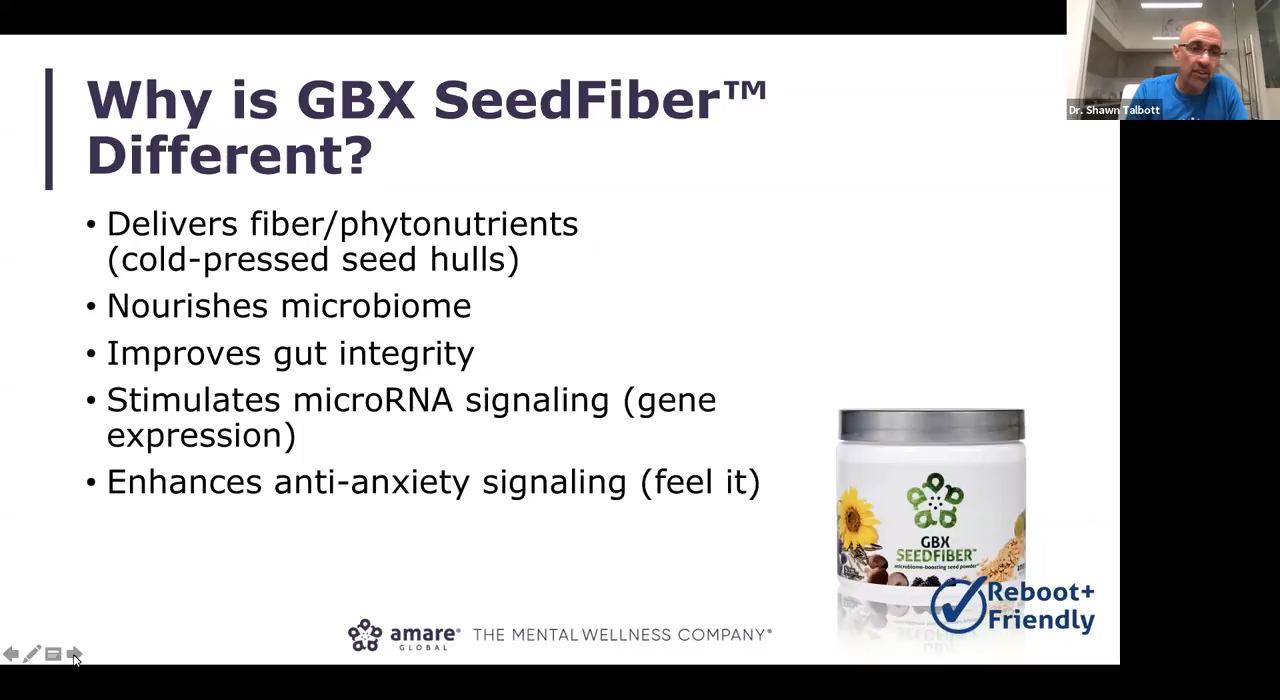 Why is GBX SeedFiber™
Different?
• Delivers fiber/phytonutrients
(cold-pressed seed hulls)
• Nourishes microbiome
• Improves gut integrity
• Stimulates microRNA signaling (gene
expression)
• Enhances anti-anxiety signaling (feel it)
Dr. Shawn Talbott
GBX
SEEDFIBER™
microbiome-boosting seed powder
Reboot+
Friendly
amare®
GLOBAL
THE MENTAL WELLNESS COMPANY®